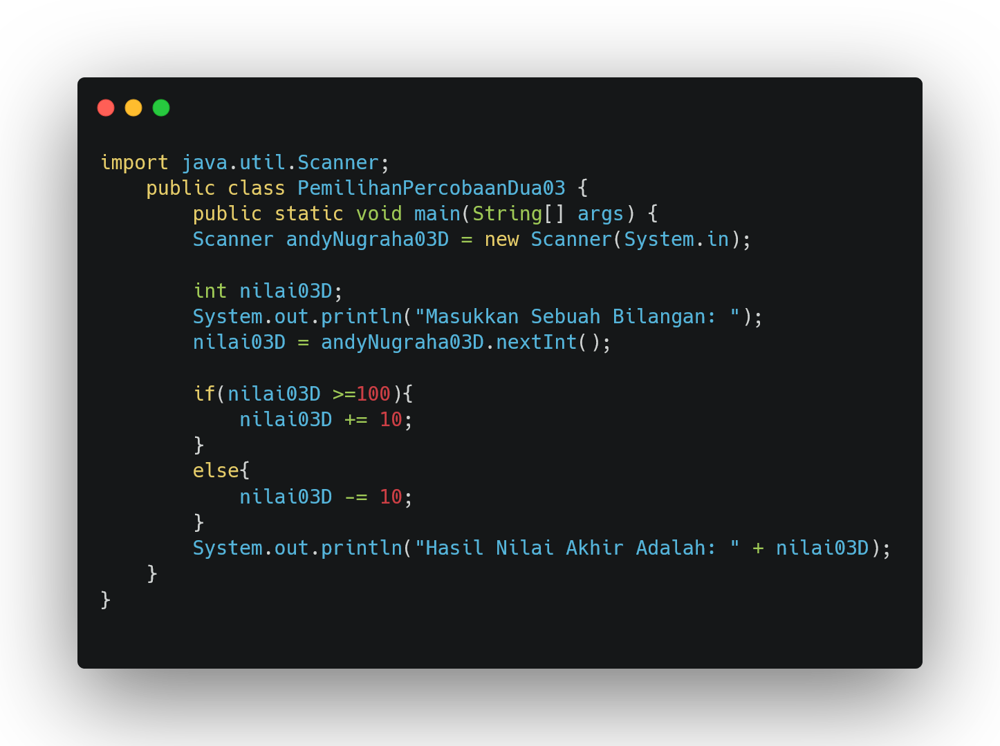 import java.util.Scanner;
    public class PemilihanPercobaanDua03 {
        public static void main(String[] args) {
        Scanner andyNugraha03D = new Scanner(System.in);

        int nilai03D;
        System.out.println("Masukkan Sebuah Bilangan: ");
        nilai03D = andyNugraha03D.nextInt();

        if(nilai03D >=100){
            nilai03D += 10;
        }
        else{
            nilai03D -= 10;
        }
        System.out.println("Hasil Nilai Akhir Adalah: " + nilai03D);
    }
}